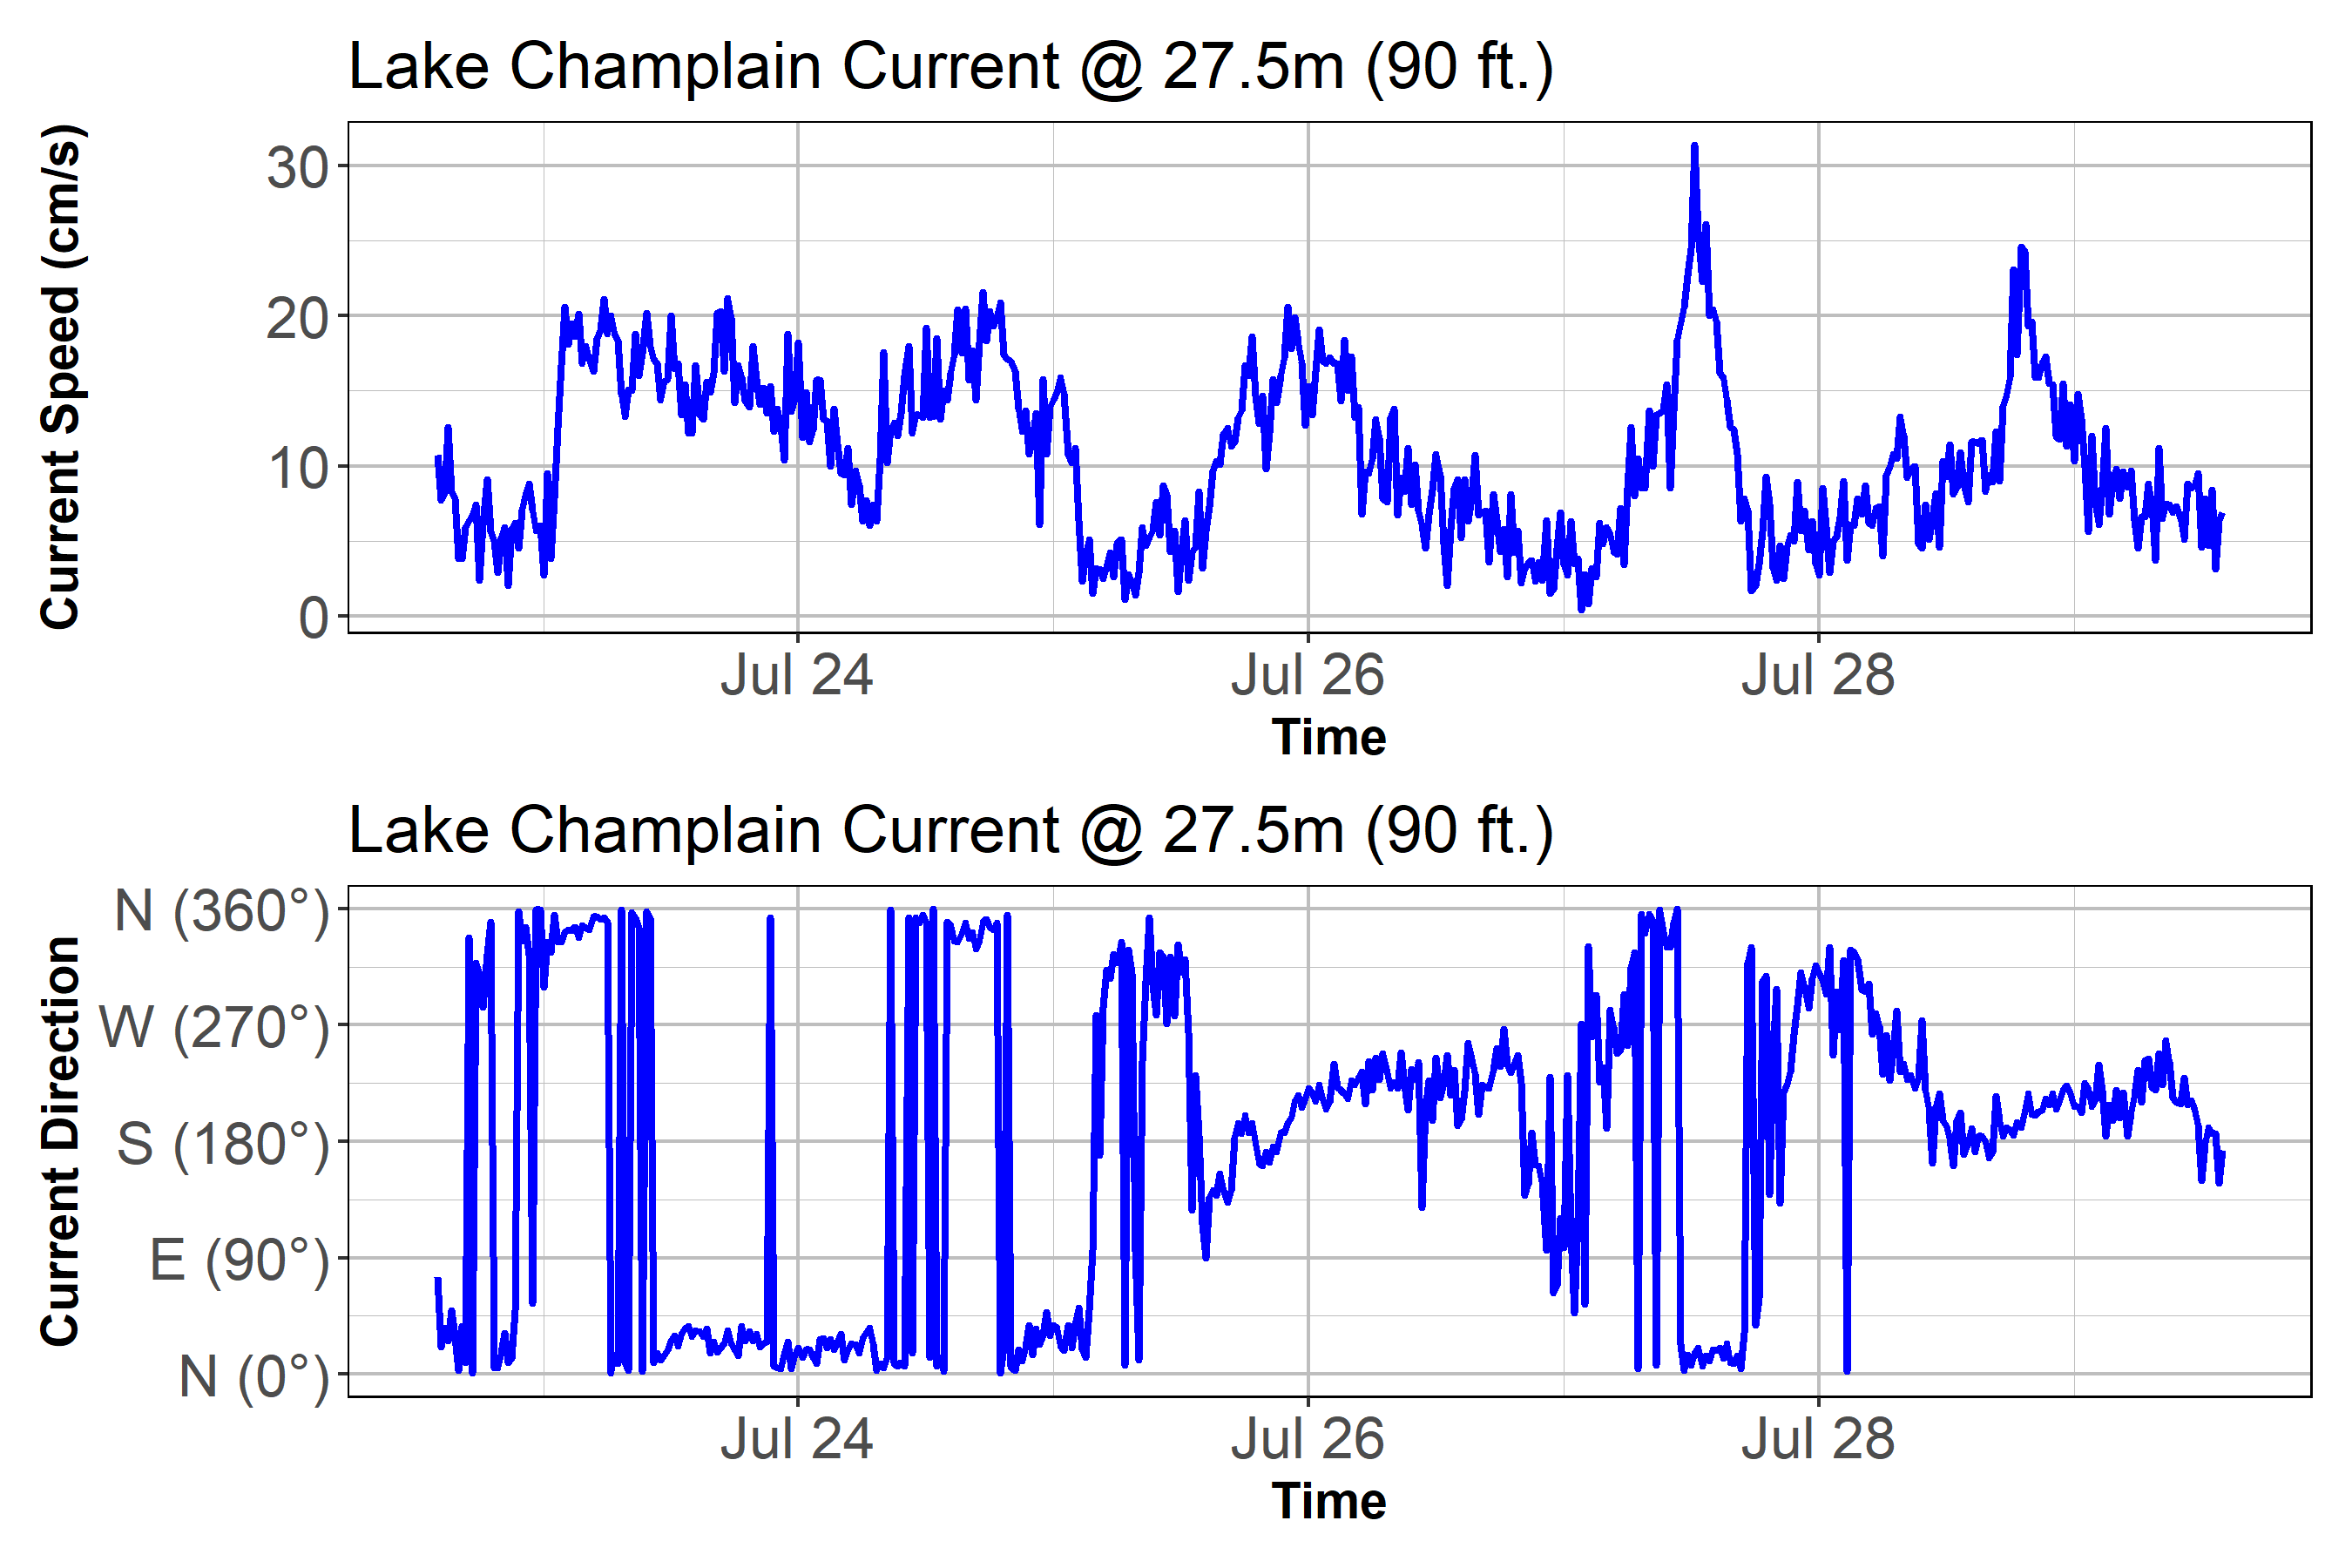 Lake Champlain Current @ 27.5m (90 ft.)
Current Speed (cm/s)
30
20
10
0
Jul 24 Jul 26 Jul 28
Time
Lake Champlain Current @ 27.5m (90 ft.)
Current Direction
N (360°)
W (270°)
S (180°)
E (90°)
N (0°)
Jul 24 Jul 26 Jul 28
Time